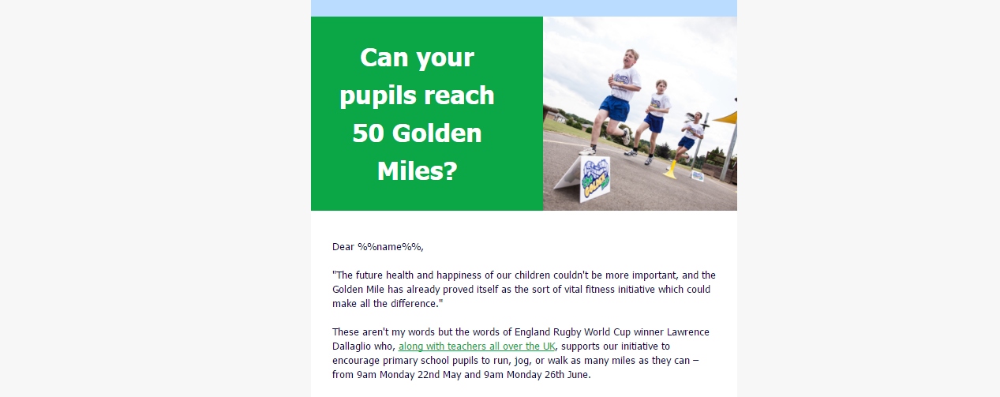 Can your
pupils reach
50 Golden
Miles?
GOLDEN
Dear %%name%%,
"The future health and happiness of our children couldn't be more important, and the
Golden Mile has already proved itself as the sort of vital fitness initiative which could
make all the difference."
These aren't my words but the words of England Rugby World Cup winner Lawrence
Dallaglio who, along with teachers all over the UK, supports our initiative to
encourage primary school pupils to run, jog, or walk as many miles as they can –
from 9am Monday 22nd May and 9am Monday 26th June.